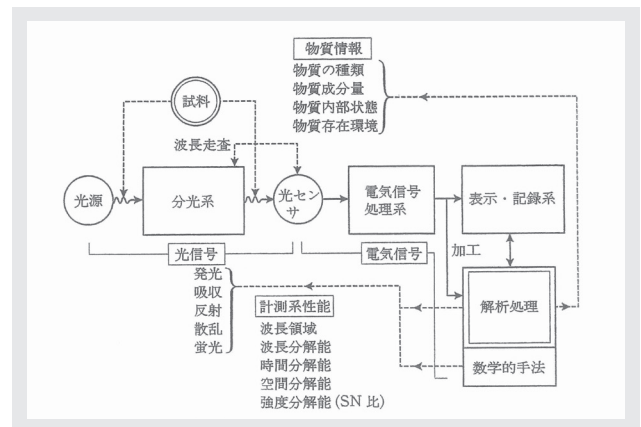 物質情報
物質の種類
物質成分量
物質内部状態
物質存在環境
試料
波長走査
光源
分光系
光セン
サ
電気信号
処理系
表示・記録系
光信号
電気信号
加工
発光
吸収
反射
散乱
蛍光
計測系性能
波長領域
波長分解能
時間分解能
空間分解能
強度分解能(SN 比)
解析処理
数学的手法